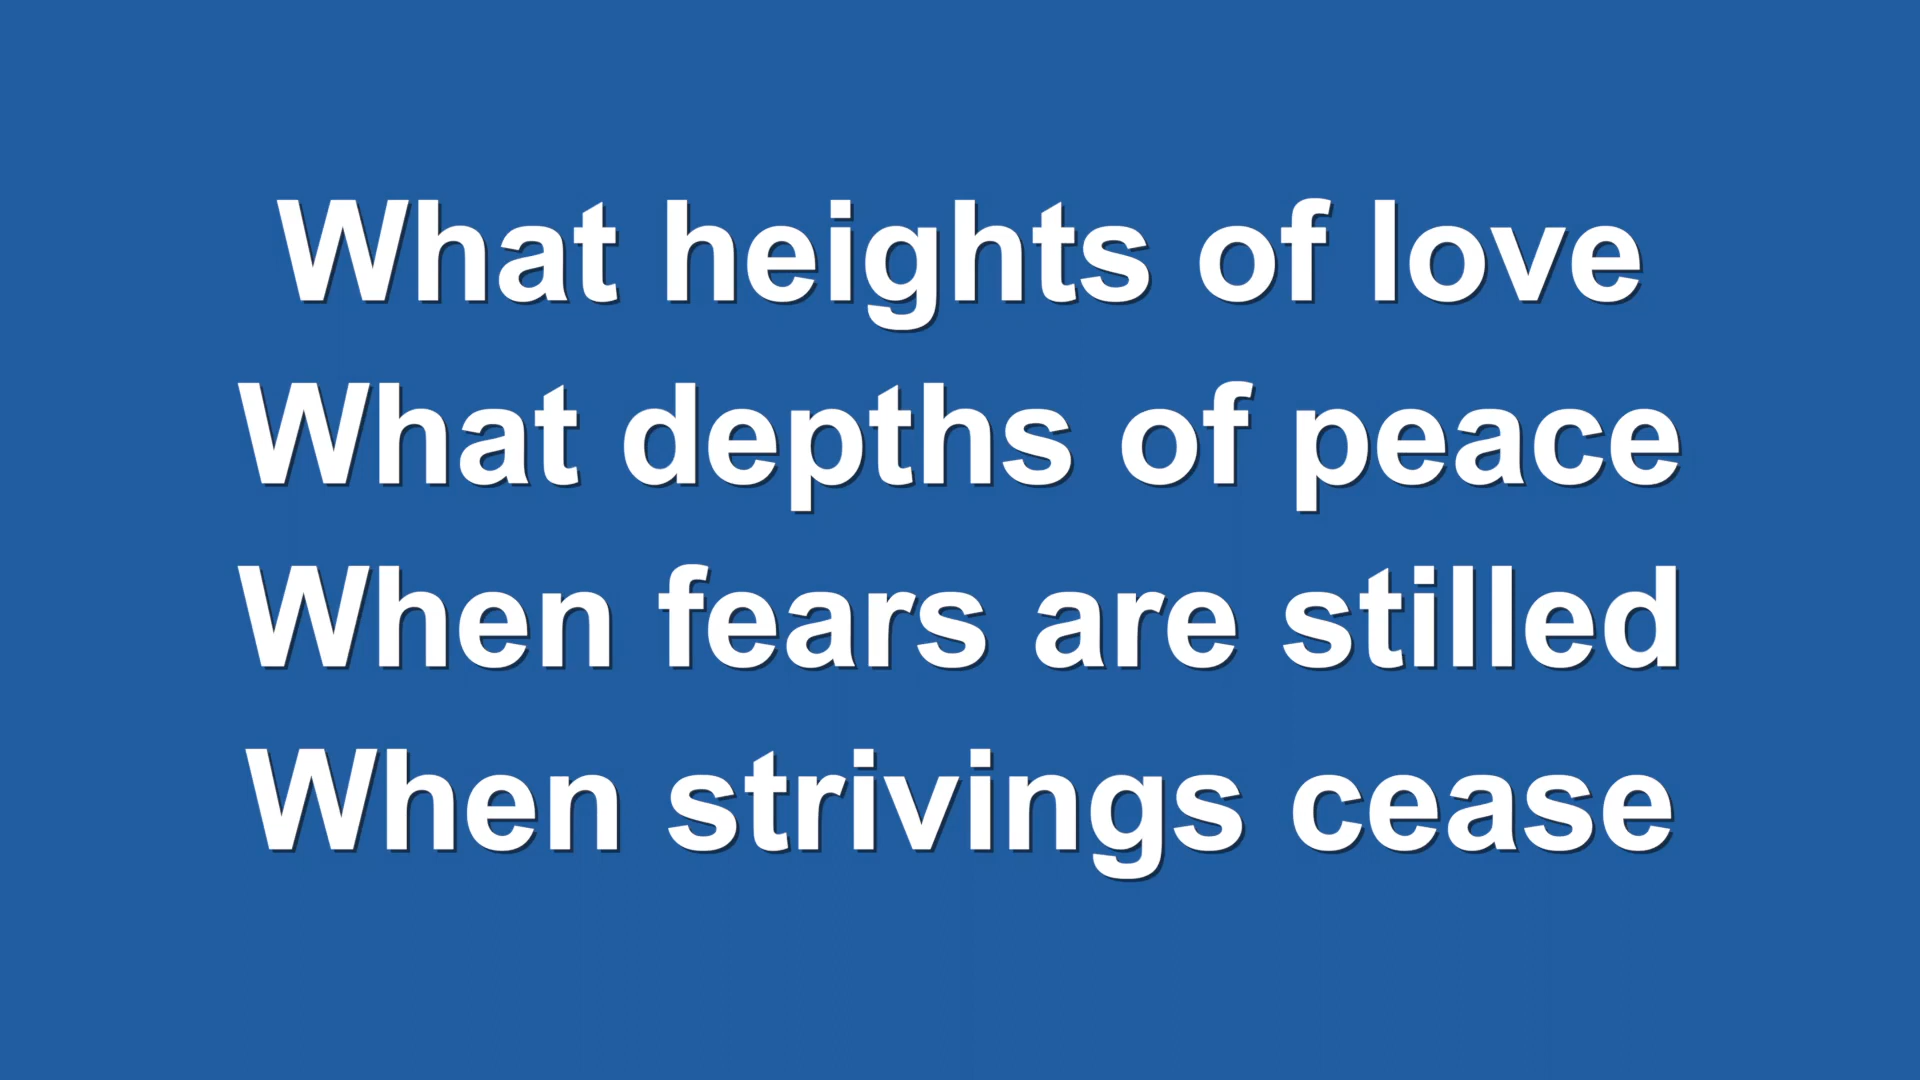 What heights of love
What depths of peace
When fears are stilled
When strivings cease